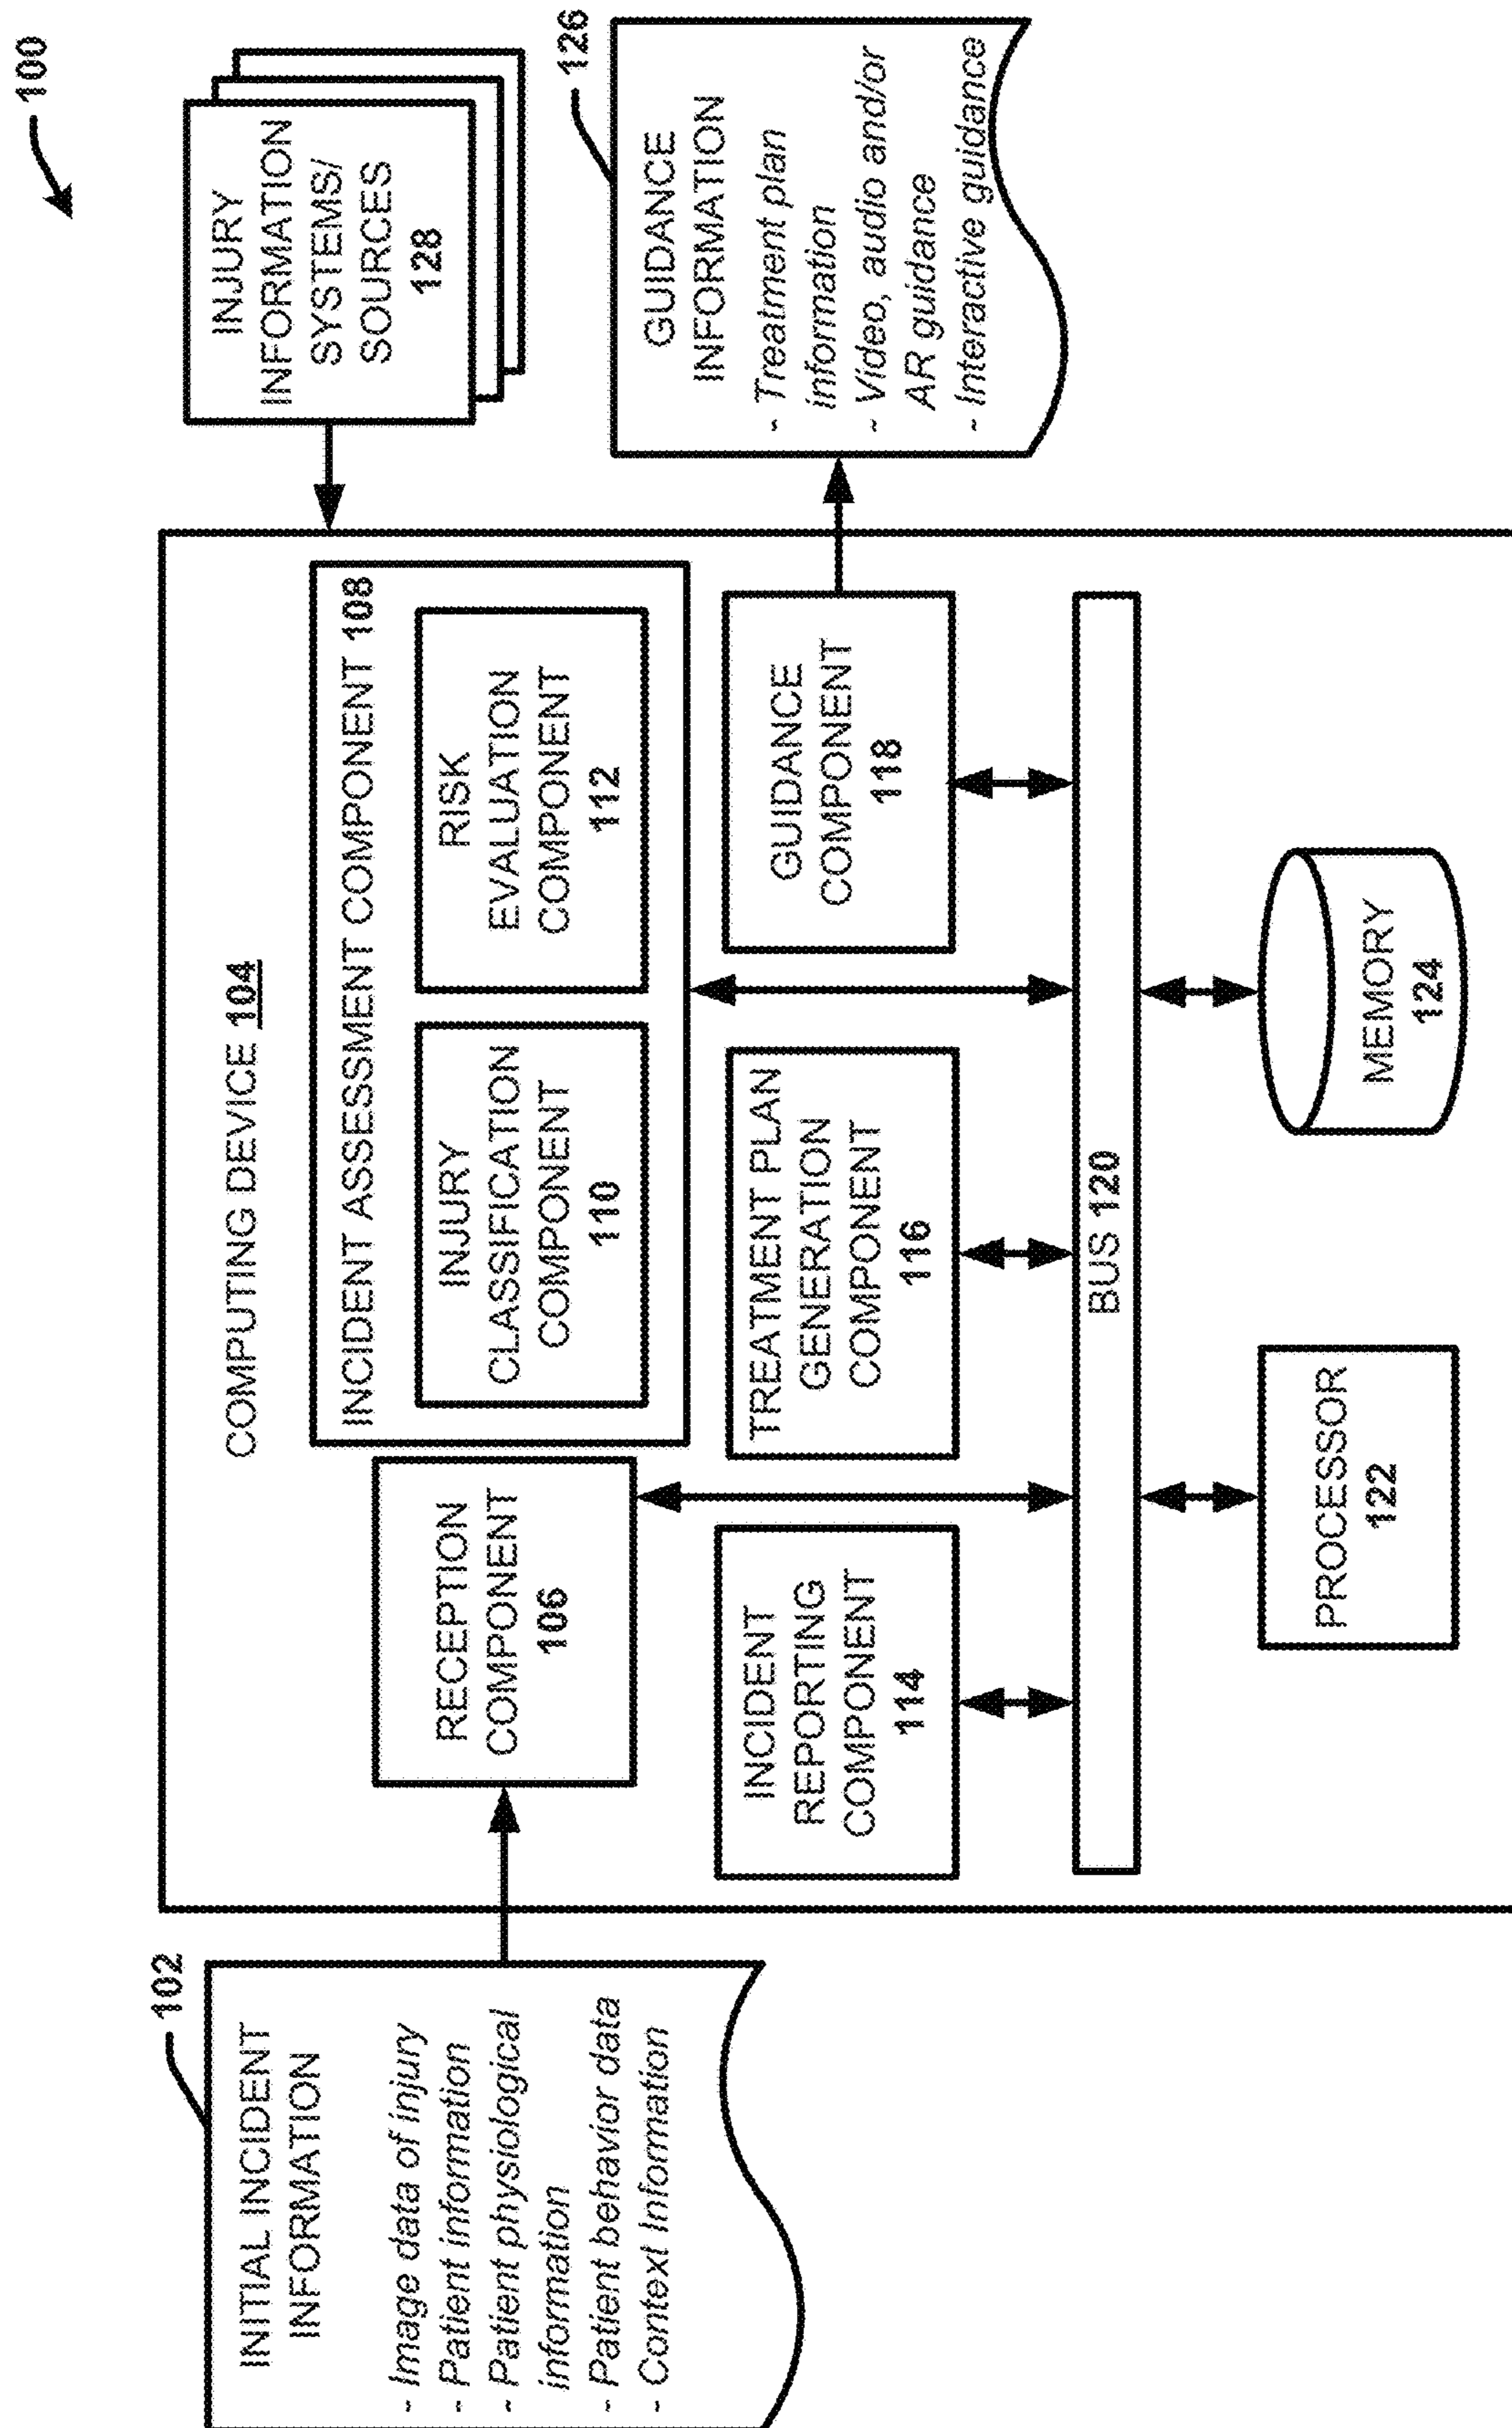 100
102
INITIAL INCIDENT
INFORMATION
- Image data of injury
- Patient information
- Patient physiological
information
- Patient behavior data
- Context Information
COMPUTING DEVICE 104
RECEPTION
COMPONENT
106
INCIDENT ASSESSMENT COMPONENT 108
INJURY
CLASSIFICATION
COMPONENT
110
RISK
EVALUATION
COMPONENT
112
INCIDENT
REPORTING
COMPONENT
114
TREATMENT PLAN
GENERATION
COMPONENT
116
GUIDANCE
COMPONENT
118
BUS 120
PROCESSOR
122
MEMORY
124
INJURY
INFORMATION
SYSTEMS/
SOURCES
128
126
GUIDANCE
INFORMATION
- Treatment plan
information
- Video, audio and/or
AR guidance
- Interactive guidance